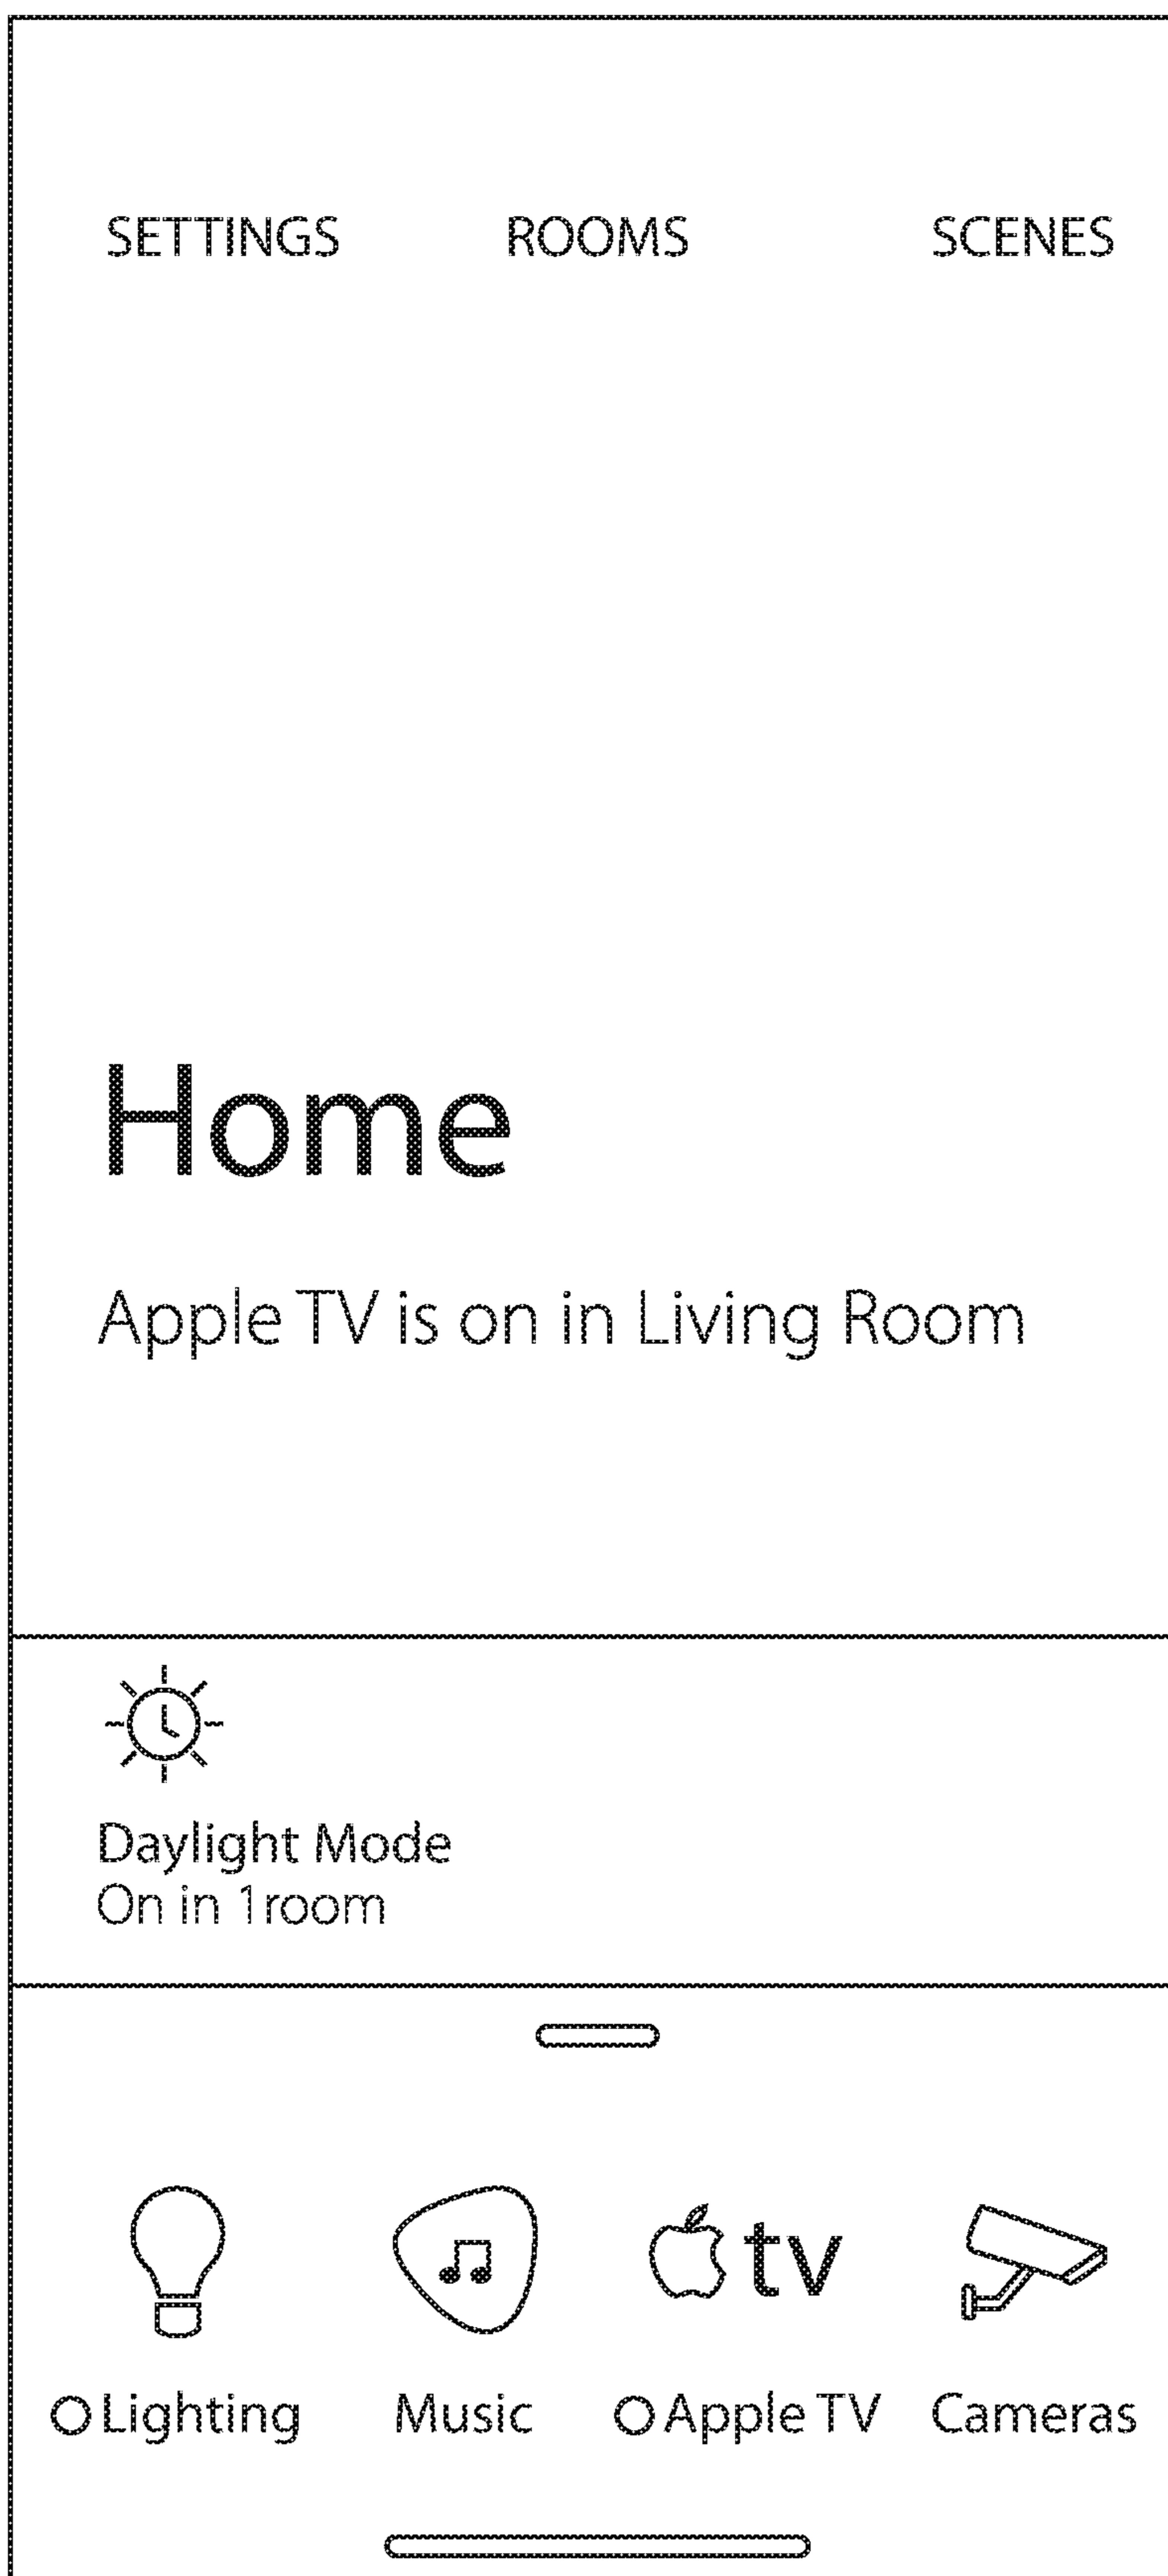 SETTINGS ROOMS SCENES
Home
Apple TV is on in Living Room
Daylight Mode
On in 1room
tv
Lighting Music Apple TV Cameras